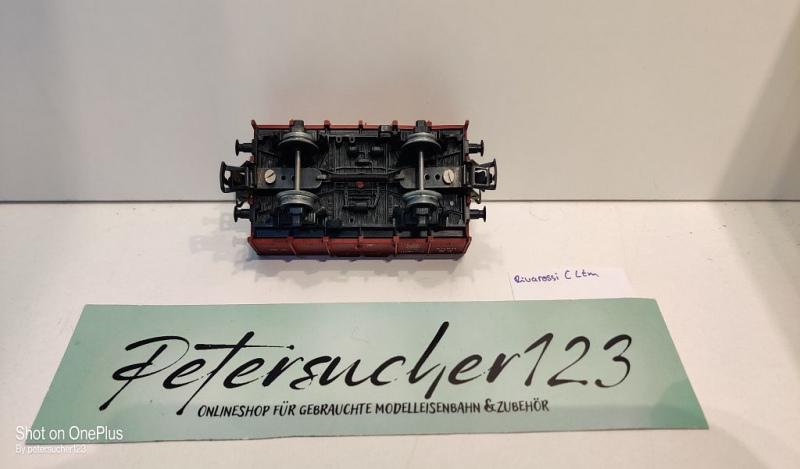 Rivarossi C Ltm
Petersucher123
ONLINESHOP FÜR GEBRAUCHTE MODELLEISENBAHN & ZUBEHÖR
Shot on OnePlus
By petersucher123